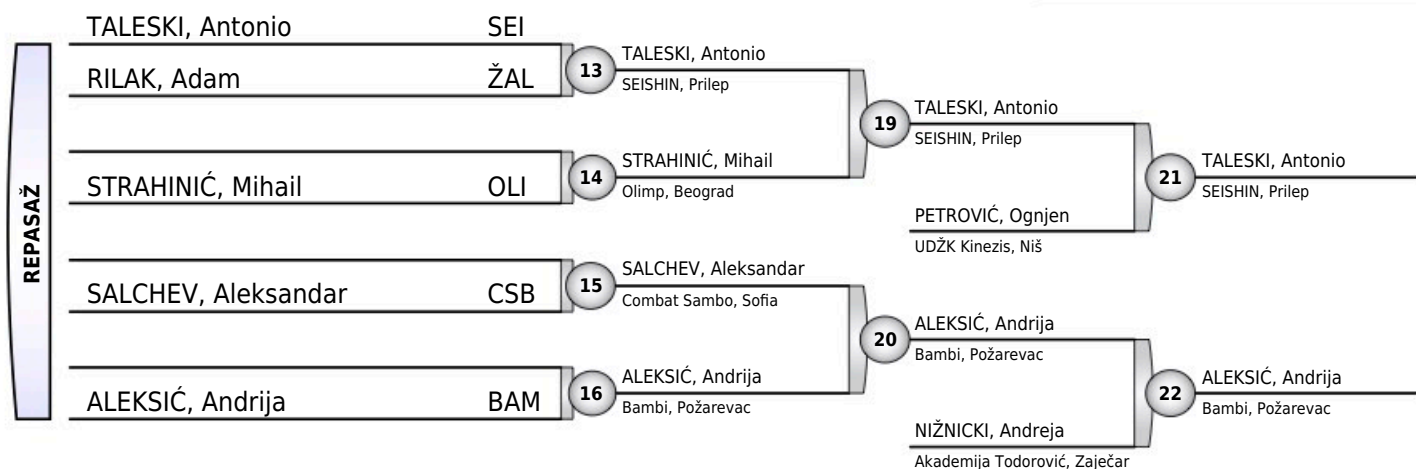 REPASAŽ
TALESKI, Antonio SEI
RILAK, Adam ŽAL
STRAHINIĆ, Mihail OLI
SALCHEV, Aleksandar CSB
ALEKSIĆ, Andrija BAM
13
TALESKI, Antonio
SEISHIN, Prilep
14
STRAHINIĆ, Mihail
Olimp, Beograd
15
SALCHEV, Aleksandar
Combat Sambo, Sofia
16
ALEKSIĆ, Andrija
Bambi, Požarevac
19
TALESKI, Antonio
SEISHIN, Prilep
PETROVIĆ, Ognjen
UDŽK Kinezis, Niš
20
ALEKSIĆ, Andrija
Bambi, Požarevac
NIŽNICKI, Andreja
Akademija Todorović, Zaječar
21
TALESKI, Antonio
SEISHIN, Prilep
22
ALEKSIĆ, Andrija
Bambi, Požarevac